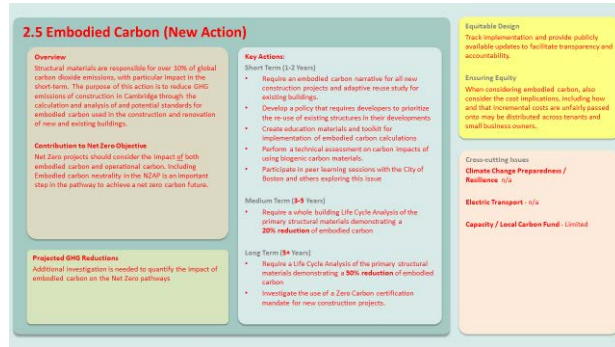 2.5 Embodied Carbon (New Action)
Overview
Structural materials are responsible for over 10% of global
carbon dioxide emissions, with particular impact in the
short-term. The purpose of this action is to reduce GHG
emissions of construction in Cambridge through the
calculation and analysis of and potential standards for
embodied carbon used in the construction and renovation
of new and existing buildings.
Contribution to Net Zero Objective
Net Zero projects should consider the impact of both
embodied carbon and operational carbon. Including
Embodied carbon neutrality in the NZAP is an important
step in the pathway to achieve a net zero carbon future.
Projected GHG Reductions
Additional investigation is needed to quantify the impact of
embodied carbon on the Net Zero pathways
Key Actions:
Short Term (1-2 Years)
• Require an embodied carbon narrative for all new
construction projects and adaptive reuse study for
existing buildings.
• Develop a policy that requires developers to prioritize
the re-use of existing structures in their developments
• Create education materials and toolkit for
implementation of embodied carbon calculations
• Perform a technical assessment on carbon impacts of
using biogenic carbon materials.
• Participate in peer learning sessions with the City of
Boston and others exploring this issue
Medium Term (3-5 Years)
• Require a whole building Life Cycle Analysis of the
primary structural materials demonstrating a
20% reduction of embodied carbon
Long Term (5+ Years)
• Require a Life Cycle Analysis of the primary structural
materials demonstrating a 50% reduction of embodied
carbon
• Investigate the use of a Zero Carbon certification
mandate for new construction projects.
Equitable Design
Track implementation and provide publicly
available updates to facilitate transparency and
accountability.
Ensuring Equity
When considering embodied carbon, also
consider the cost implications, including how
and that incremental costs are unfairly passed
onto may be distributed across tenants and
small business owners.
Cross-cutting Issues
Climate Change Preparedness /
Resilience n/a
Electric Transport - n/a
Capacity / Local Carbon Fund - Limited